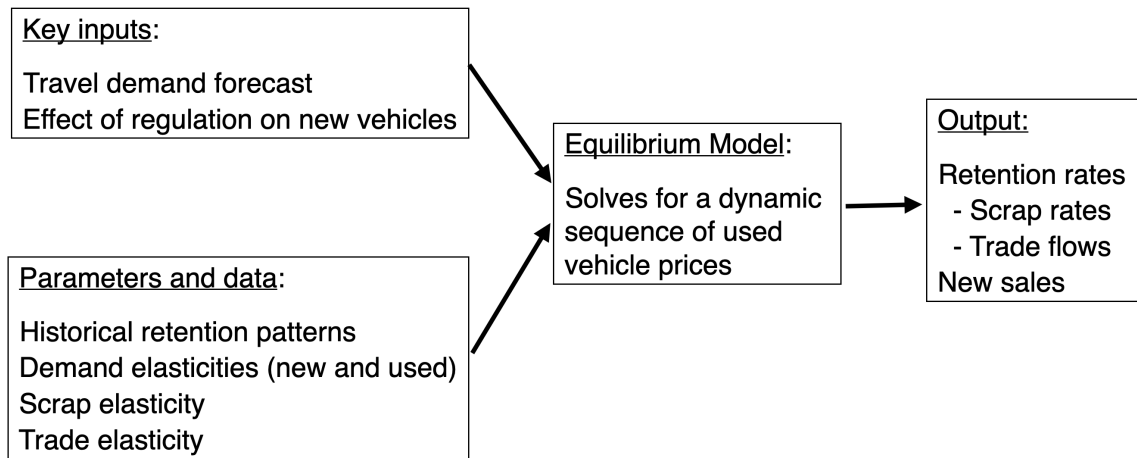 Key inputs:
Travel demand forecast
Effect of regulation on new vehicles
Parameters and data:
Historical retention patterns
Demand elasticities (new and used)
Scrap elasticity
Trade elasticity
Equilibrium Model:
Solves for a dynamic
sequence of used
vehicle prices
Output:
Retention rates
- Scrap rates
- Trade flows
New sales